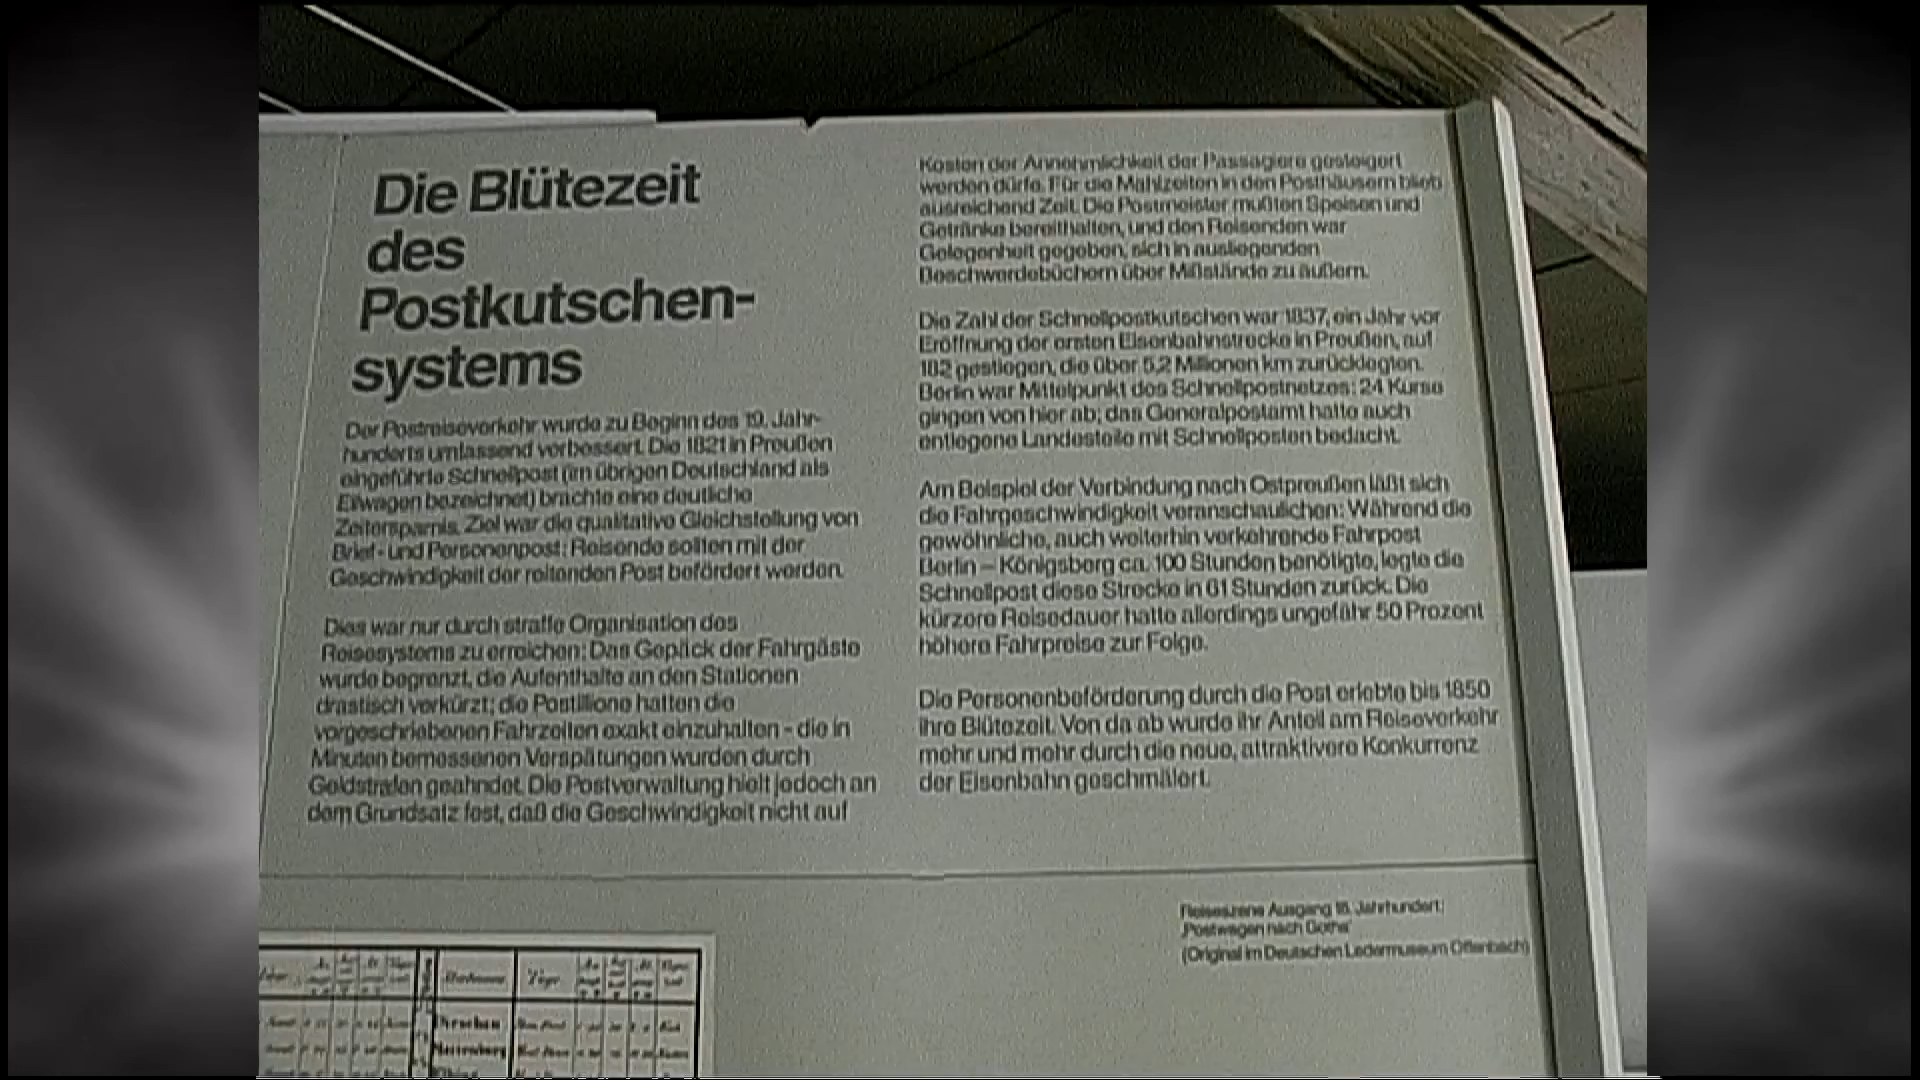 Die Blütezeit
des
Postkutschen-
systems
Der Postreiseverkehr wurde zu Beginn des 19. Jahr-
hunderts umfassend verbessert. Die 1821 in Preußen
eingeführte Schnellpost (im übrigen Deutschland als
Eilwagen bezeichnet) brachte eine deutliche
Zeitersparnis. Ziel war die qualitative Gleichstellung von
Brief- und Personenpost: Reisende sollten mit der
Geschwindigkeit der reitenden Post befördert werden.
Dies war nur durch straffe Organisation des
Reisesystems zu erreichen: Das Gepäck der Fahrgäste
wurde begrenzt, die Aufenthalte an den Stationen
drastisch verkürzt; die Postillione hatten die
vorgeschriebenen Fahrzeiten exakt einzuhalten - die in
Minuten bemessenen Verspätungen wurden durch
Geldstrafen geahndet. Die Postverwaltung hielt jedoch an
dem Grundsatz fest, daß die Geschwindigkeit nicht auf
Kosten der Annehmlichkeit der Passagiere gesteigert
werden dürfe. Für die Mahlzeiten in den Posthäusern blieb
ausreichend Zeit. Die Postmeister mußten Speisen und
Getränke bereithalten, und den Reisenden war
Gelegenheit gegeben, sich in ausliegenden
Beschwerdebüchern über Mißstände zu äußern.
Die Zahl der Schnellpostkutschen war 1837, ein Jahr vor
Eröffnung der ersten Eisenbahnstrecke in Preußen, auf
182 gestiegen, die über 5,2 Millionen km zurücklegten.
Berlin war Mittelpunkt des Schnellpostnetzes: 24 Kurse
gingen von hier ab; das Generalpostamt hatte auch
entlegene Landesteile mit Schnellposten bedacht.
Am Beispiel der Verbindung nach Ostpreußen läßt sich
die Fahrgeschwindigkeit veranschaulichen: Während die
gewöhnliche, auch weiterhin verkehrende Fahrpost
Berlin – Königsberg ca. 100 Stunden benötigte, legte die
Schnellpost diese Strecke in 61 Stunden zurück. Die
kürzere Reisedauer hatte allerdings ungefähr 50 Prozent
höhere Fahrpreise zur Folge.
Die Personenbeförderung durch die Post erlebte bis 1850
ihre Blütezeit. Von da ab wurde ihr Anteil am Reiseverkehr
mehr und mehr durch die neue, attraktivere Konkurrenz
der Eisenbahn geschmälert.
Reiseszene Ausgang 18. Jahrhundert:
„Postwagen nach Gotha“
(Original im Deutschen Ledermuseum Offenbach)
Dirschau
Marienburg